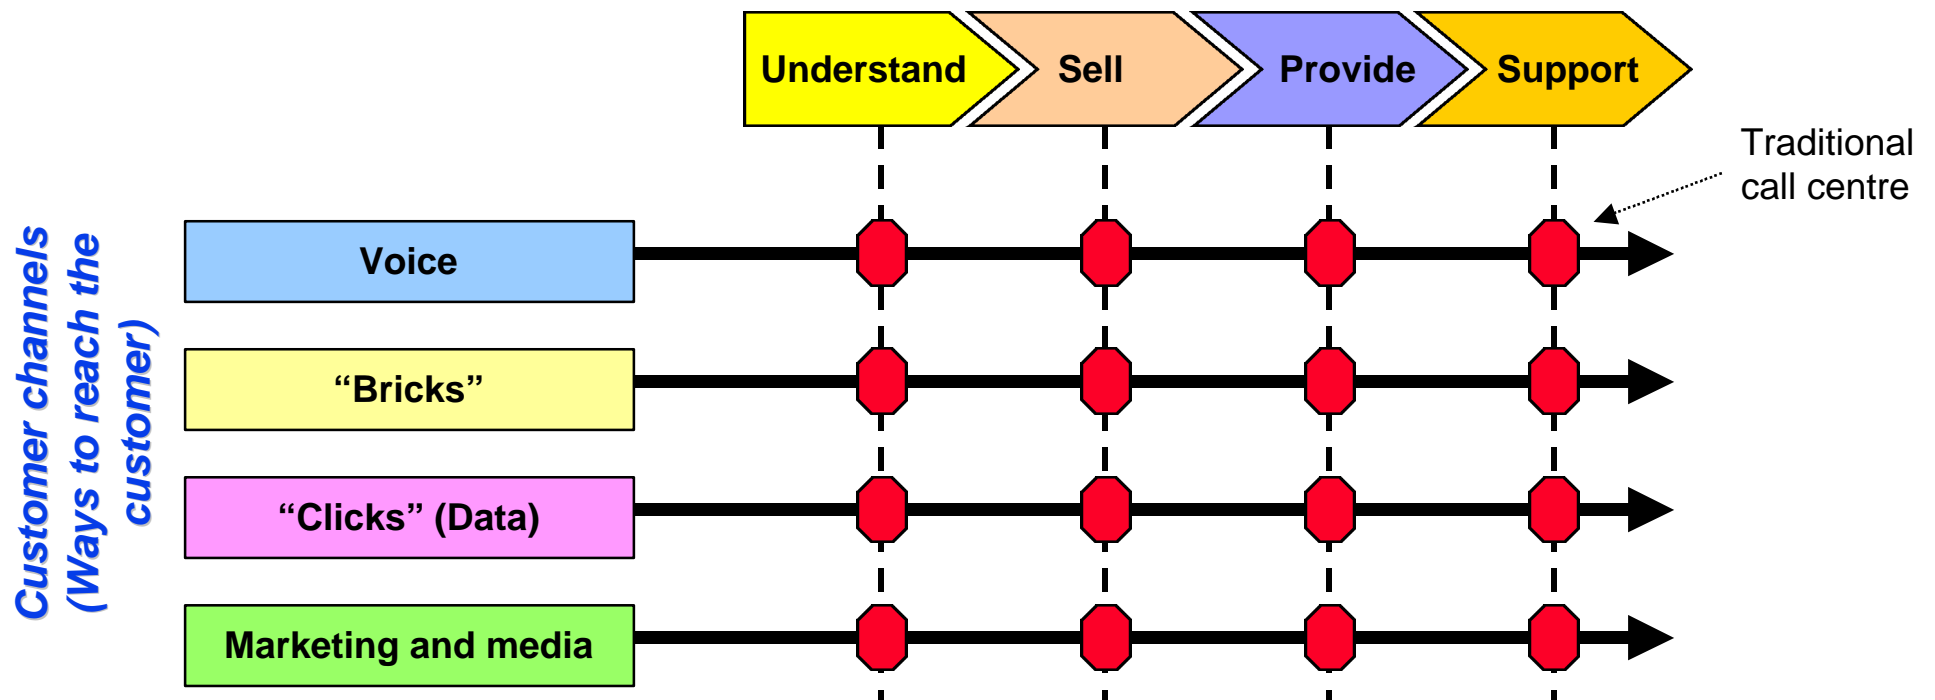 Understand
Sell
Provide
Support
Traditional
call centre
Customer channels
(Ways to reach the
customer)
Voice
“Bricks”
“Clicks” (Data)
Marketing and media